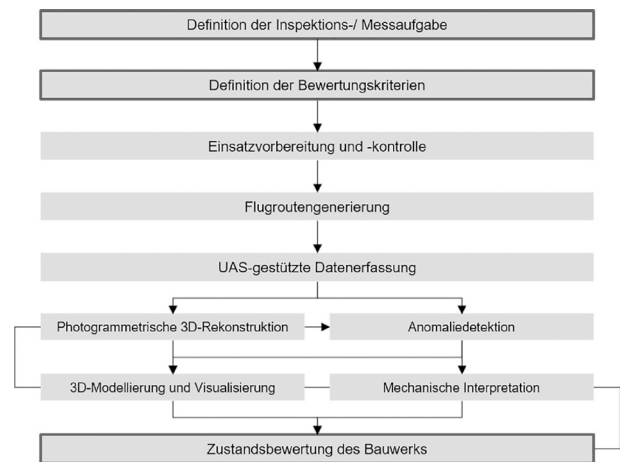 Definition der Inspektions-/ Messaufgabe
Definition der Bewertungskriterien
Einsatzvorbereitung und -kontrolle
Flugroutengenerierung
UAS-gestützte Datenerfassung
Photogrammetrische 3D-Rekonstruktion
Anomaliedetektion
3D-Modellierung und Visualisierung
Mechanische Interpretation
Zustandsbewertung des Bauwerks